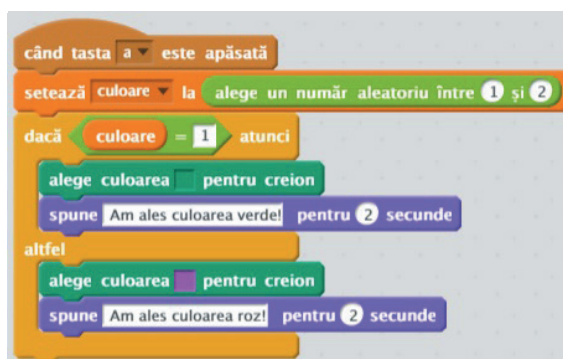 când tasta a este apăsată
setează culoare la alege un număr aleatoriu între 1 și 2
dacă culoare = 1 atunci
alege culoarea pentru creion
spune Am ales culoarea verde! pentru 2 secunde
altfel
alege culoarea pentru creion
spune Am ales culoarea roz! pentru 2 secunde